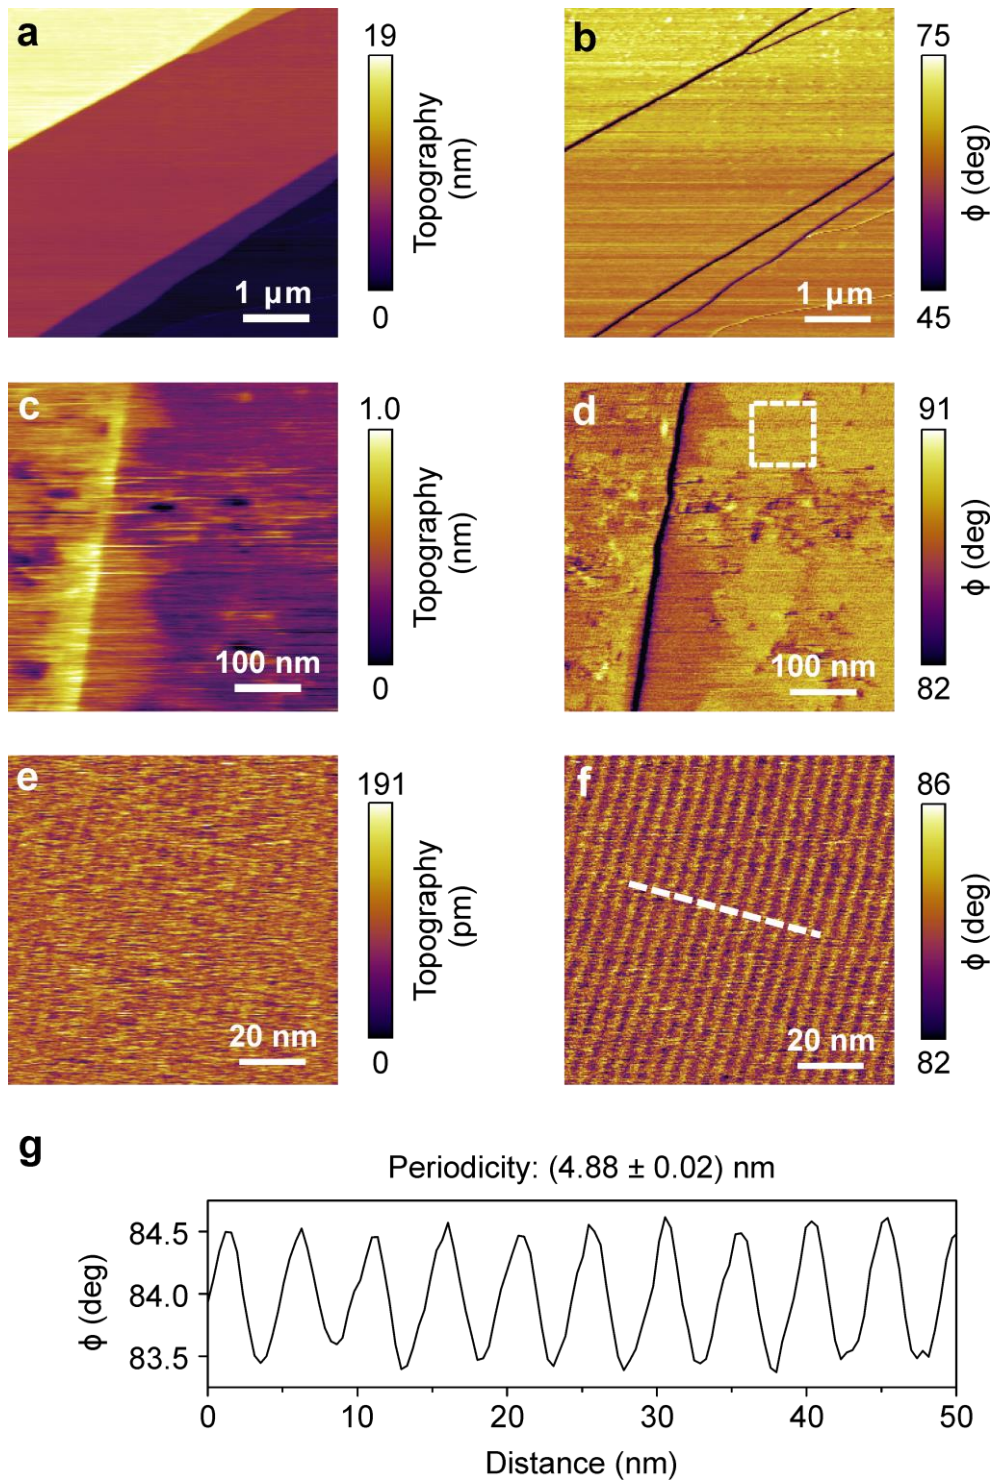 a
19
Topography
(nm)
1 μm
0
b
75
ϕ (deg)
1 μm
45
c
1.0
Topography
(nm)
100 nm
0
d
91
ϕ (deg)
100 nm
82
e
191
Topography
(pm)
20 nm
0
f
86
ϕ (deg)
20 nm
82
g
Periodicity: (4.88 ± 0.02) nm
84.5
84.0
83.5
ϕ (deg)
0 10 20 30 40 50
Distance (nm)